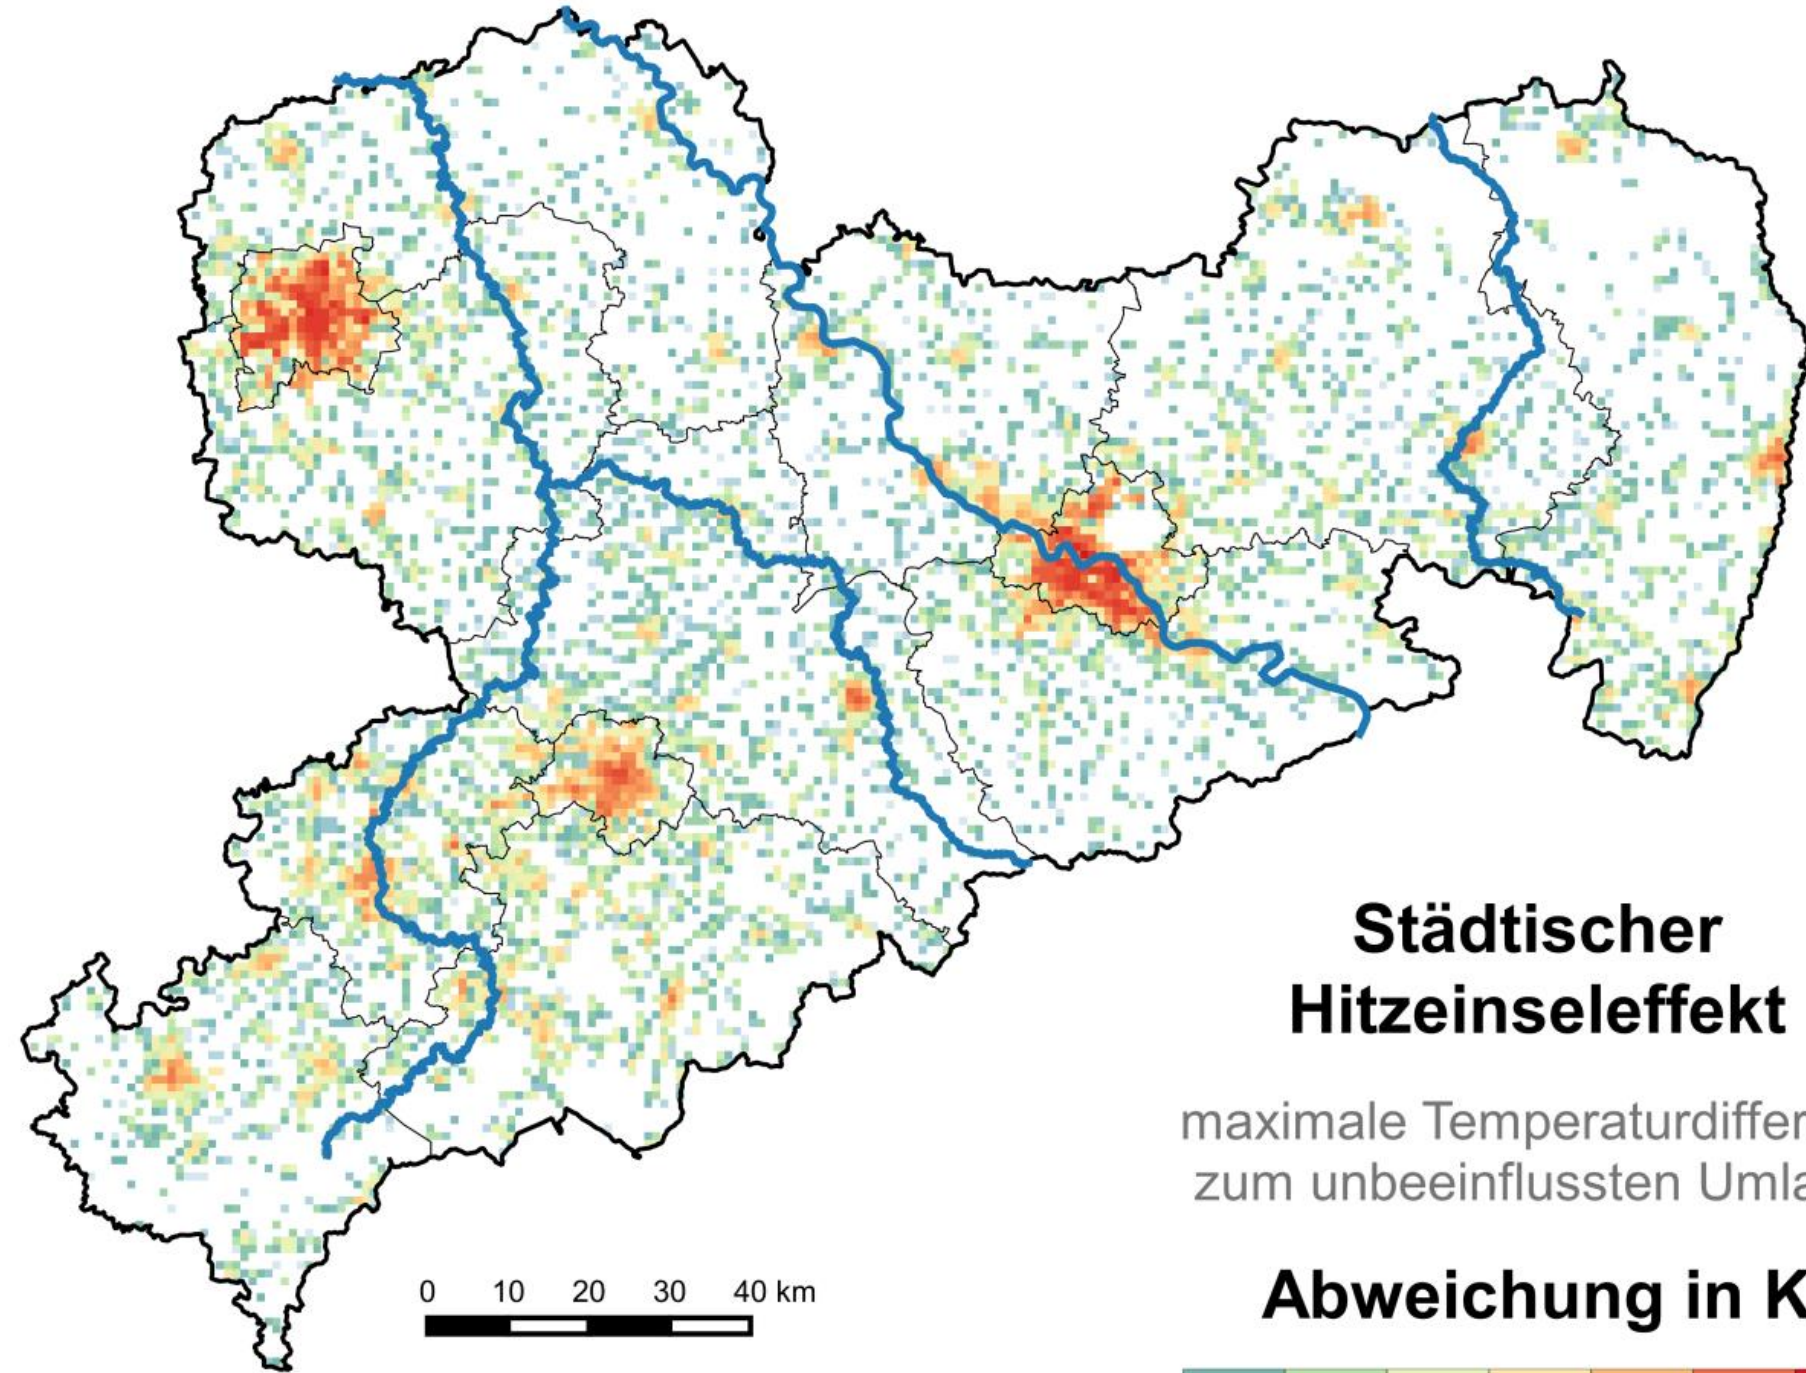 Städtischer
Hitzeinseleffekt
maximale Temperaturdiffer
zum unbeeinflussten Umla
Abweichung in K
0 10 20 30 40 km